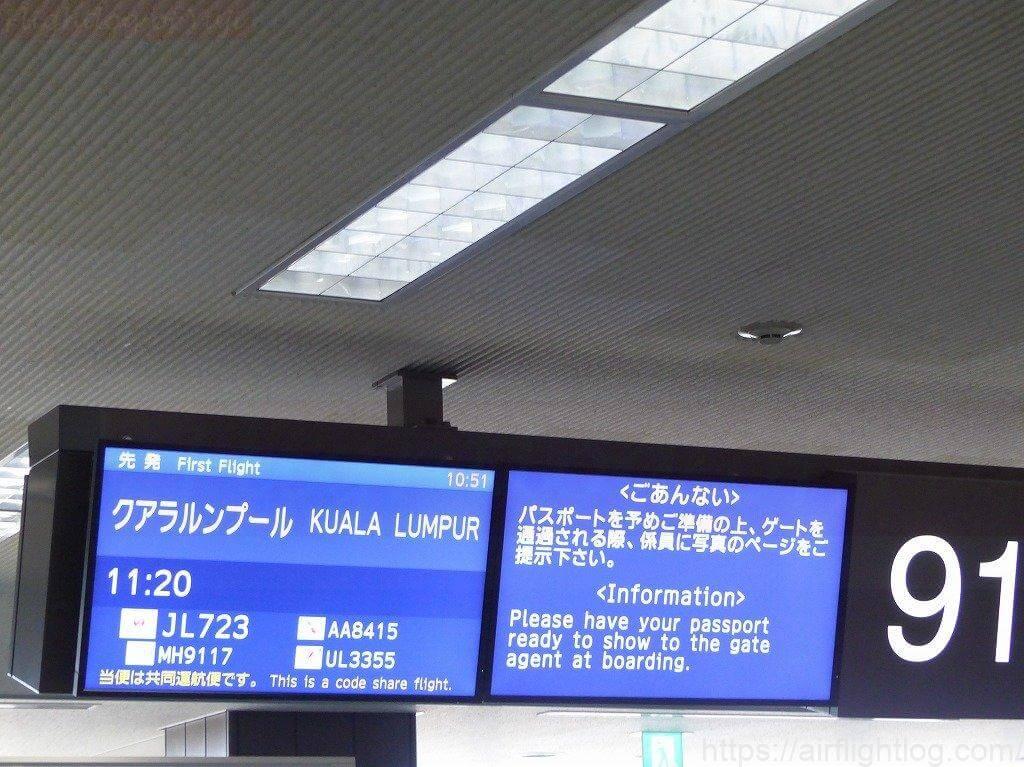 先発 First Flight 10:51
クアラルンプール KUALA LUMPUR
11:20
JL723 AA8415
MH9117 UL3355
当便は共同運航便です。 This is a code share flight.
<ごあんない>
パスポートを予めご準備の上、ゲートを
通過される際、係員に写真のページをご
提示下さい。
<Information>
Please have your passport
ready to show to the gate
agent at boarding.
91
https://airflightlog.com/